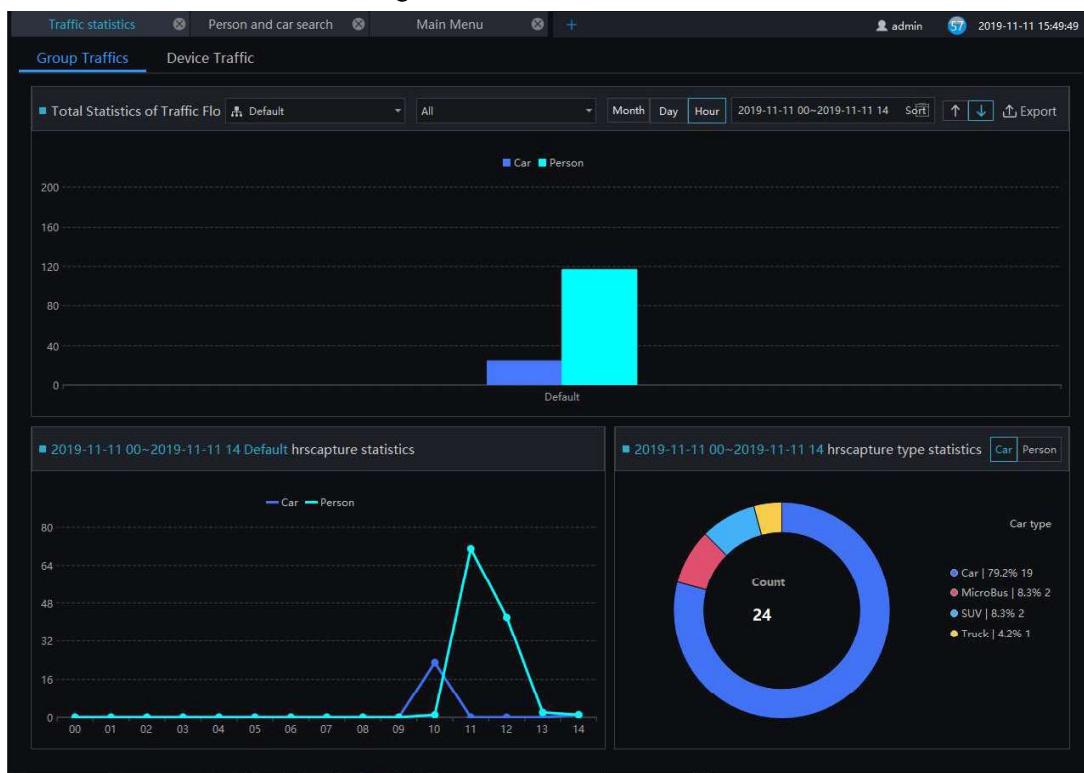 Traffic statistics Person and car search Main Menu + admin 57 2019-11-11 15:49:49
Group Traffics Device Traffic
Total Statistics of Traffic Flo Default All Month Day Hour 2019-11-11 00~2019-11-11 14 Sort Export
Car Person
200
160
120
80
40
0
Default
2019-11-11 00~2019-11-11 14 Default hrscapture statistics
Car Person
80
64
48
32
16
0
00 01 02 03 04 05 06 07 08 09 10 11 12 13 14
2019-11-11 00~2019-11-11 14 hrscapture type statistics Car Person
Car type
Count
24
Car | 79.2% 19
MicroBus | 8.3% 2
SUV | 8.3% 2
Truck | 4.2% 1